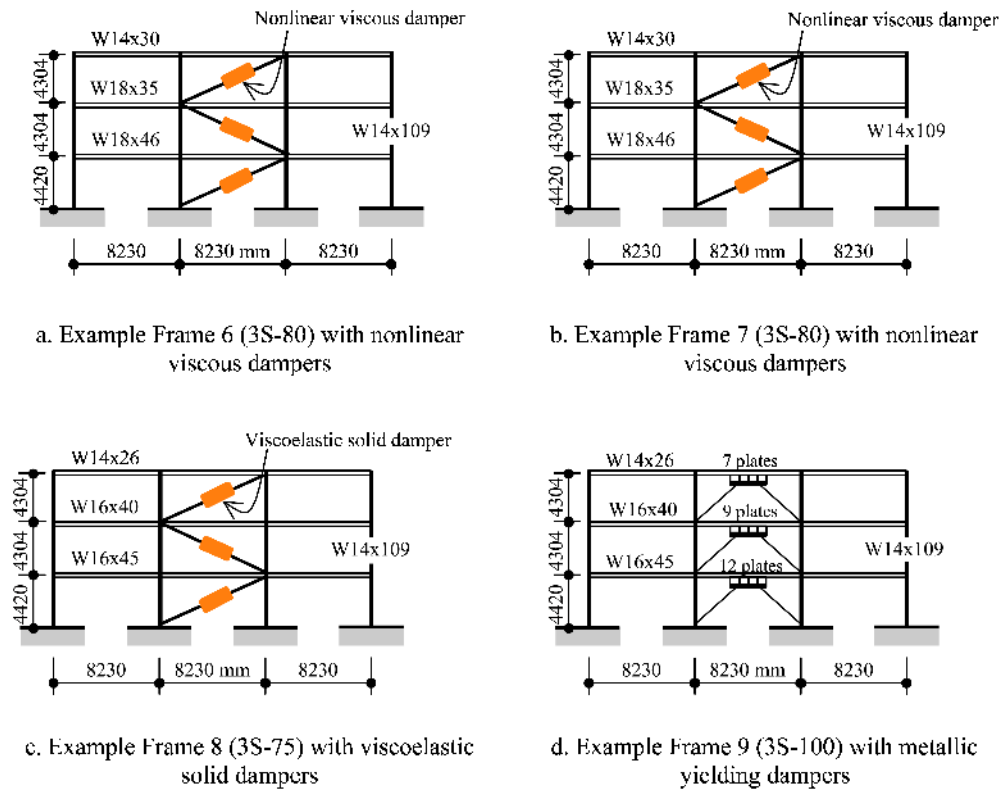 Nonlinear viscous damper
W14x30
W18x35
W18x46
W14x109
4304
4304
4420
8230
8230 mm
8230
a. Example Frame 6 (3S-80) with nonlinear
viscous dampers
Nonlinear viscous damper
W14x30
W18x35
W18x46
W14x109
4304
4304
4420
8230
8230 mm
8230
b. Example Frame 7 (3S-80) with nonlinear
viscous dampers
Viscoelastic solid damper
W14x26
W16x40
W16x45
W14x109
4304
4304
4420
8230
8230 mm
8230
c. Example Frame 8 (3S-75) with viscoelastic
solid dampers
W14x26
7 plates
W16x40
9 plates
W16x45
12 plates
W14x109
4304
4304
4420
8230
8230 mm
8230
d. Example Frame 9 (3S-100) with metallic
yielding dampers